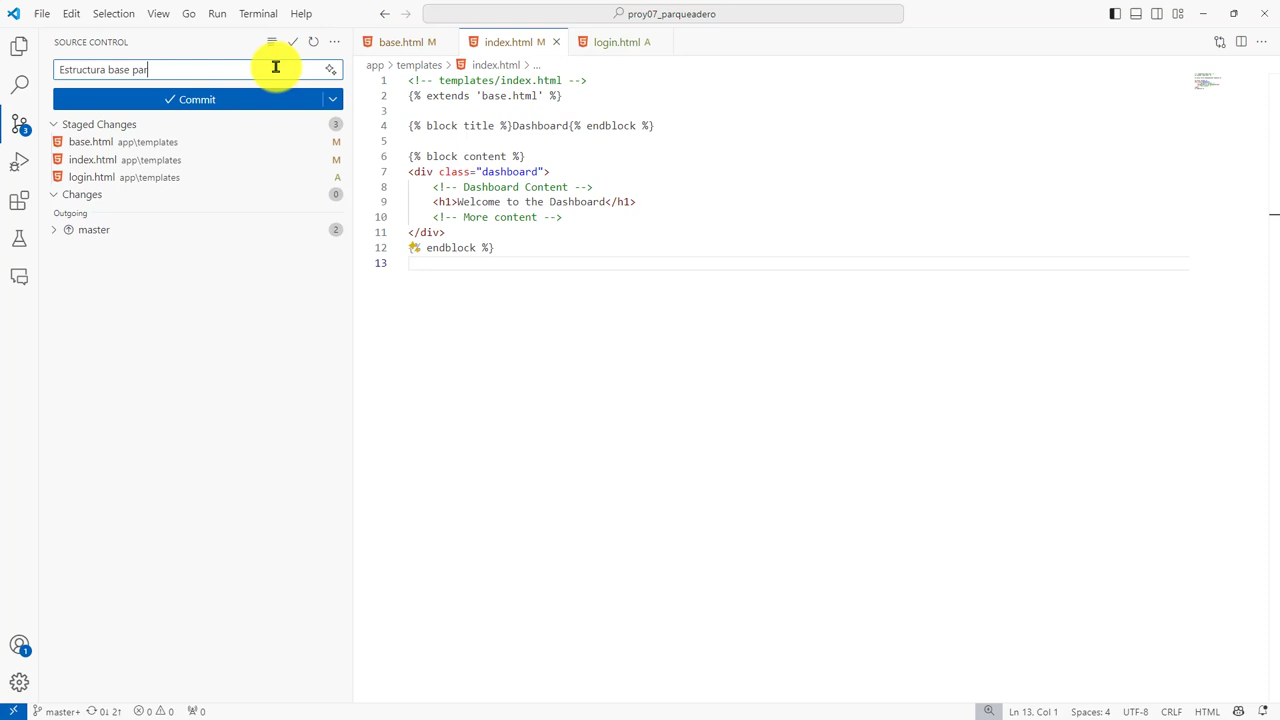 File Edit Selection View Go Run Terminal Help
proy07_parqueadero
SOURCE CONTROL
Estructura base par
Commit
Staged Changes 3
base.html app\templates M
index.html app\templates M
login.html app\templates A
Changes 0
Outgoing
master 2
3
1
base.html M index.html M login.html A
app > templates > index.html > ...
1 <!-- templates/index.html -->
2 {% extends 'base.html' %}
3
4 {% block title %}Dashboard{% endblock %}
5
6 {% block content %}
7 <div class="dashboard">
8 <!-- Dashboard Content -->
9 <h1>Welcome to the Dashboard</h1>
10 <!-- More content -->
11 </div>
12 {% endblock %}
13
master+ 0↓ 2↑ 0 0 0 Ln 13, Col 1 Spaces: 4 UTF-8 CRLF HTML